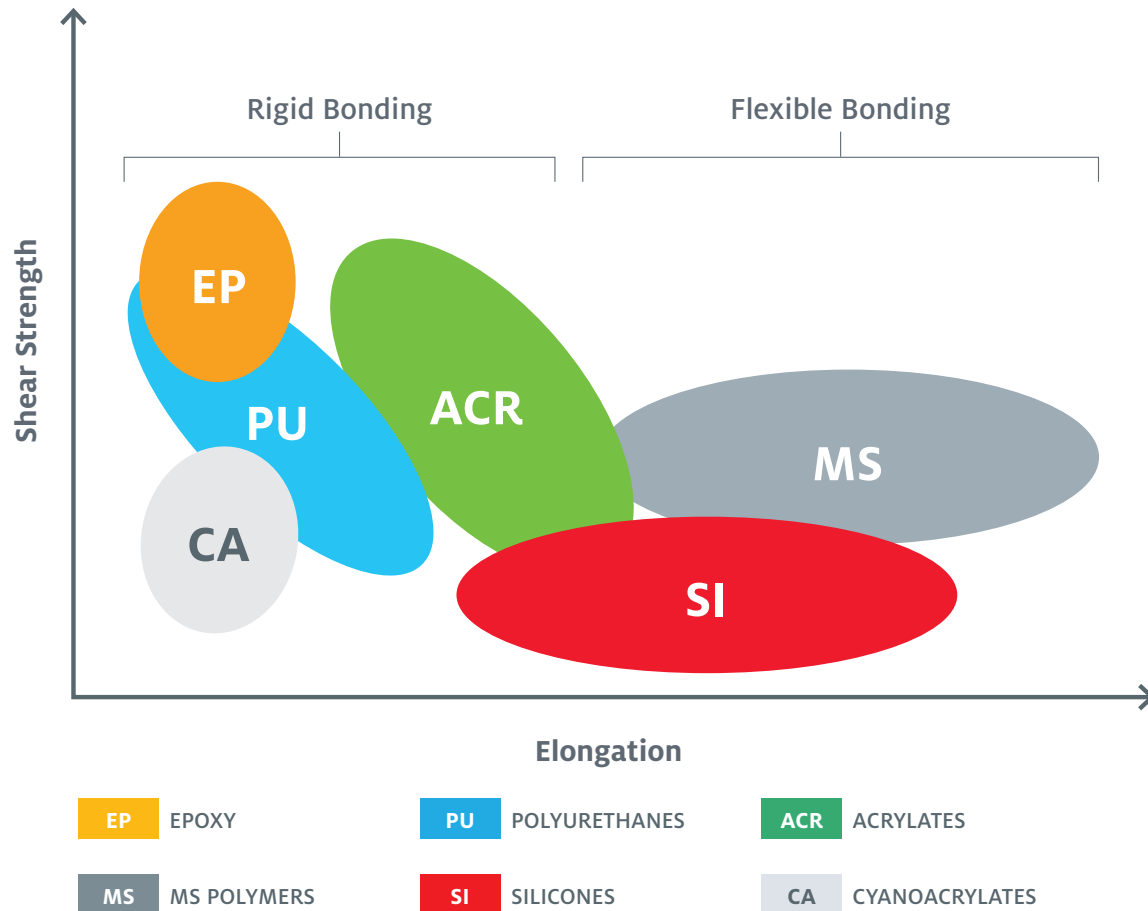 Rigid Bonding
Flexible Bonding
Shear Strength
EP
PU
ACR
MS
CA
SI
Elongation
EP EPOXY
PU POLYURETHANES
ACR ACRYLATES
MS MS POLYMERS
SI SILICONES
CA CYANOACRYLATES